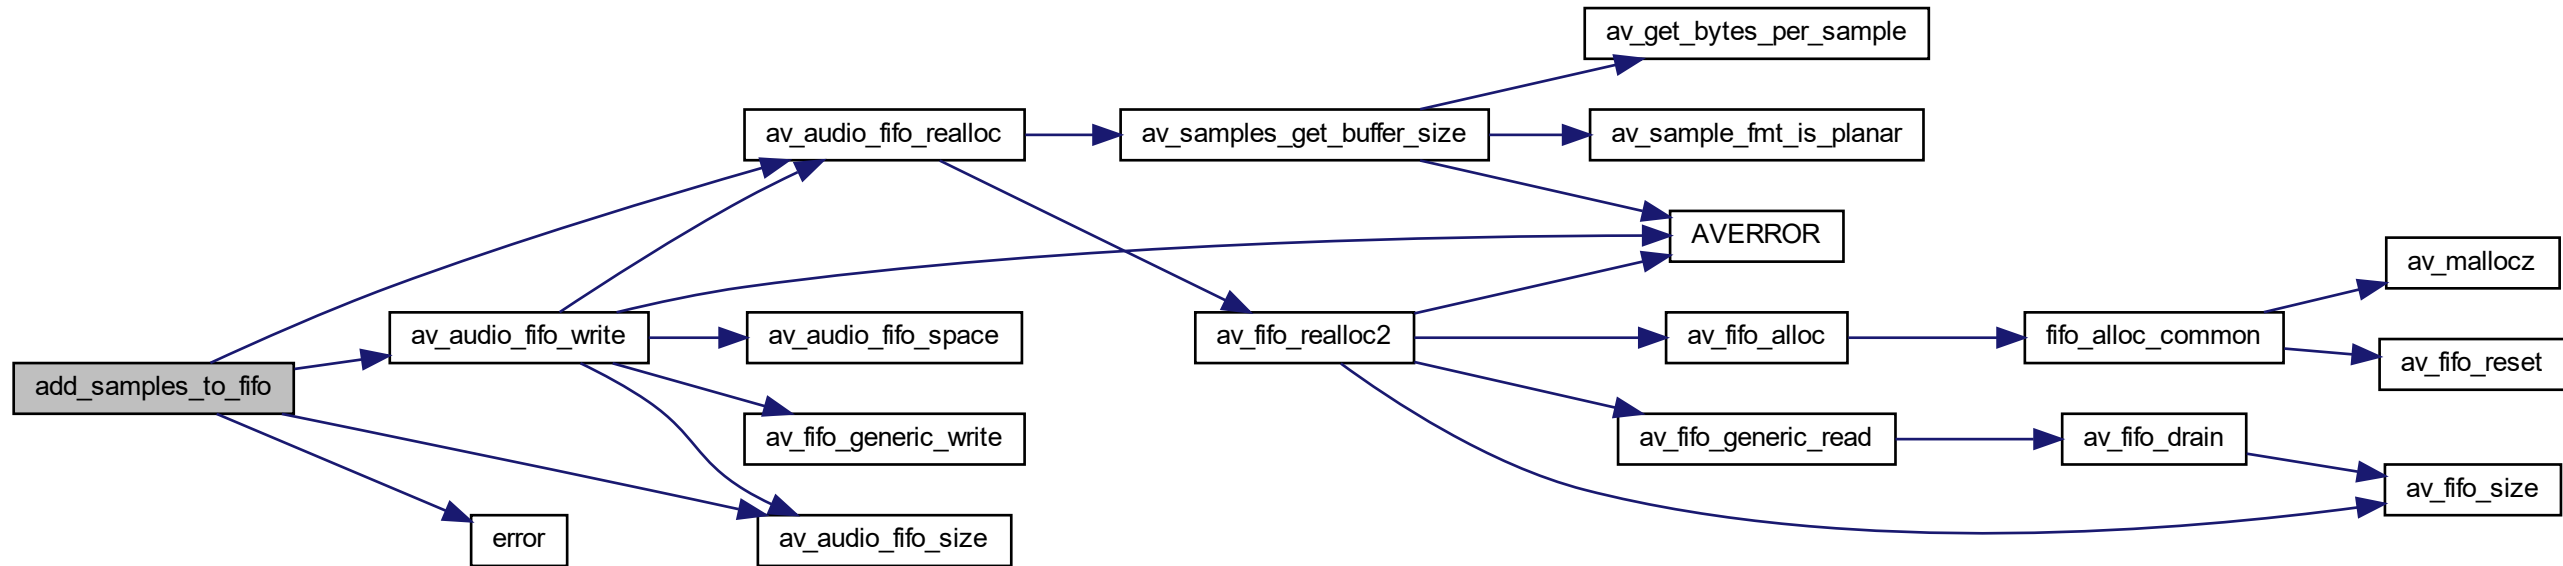 av_get_bytes_per_sample
av_audio_fifo_realloc
av_samples_get_buffer_size
av_sample_fmt_is_planar
AVERROR
av_mallocz
av_audio_fifo_write
av_audio_fifo_space
av_fifo_realloc2
av_fifo_alloc
fifo_alloc_common
av_fifo_reset
add_samples_to_fifo
av_fifo_generic_write
av_fifo_generic_read
av_fifo_drain
av_fifo_size
error
av_audio_fifo_size